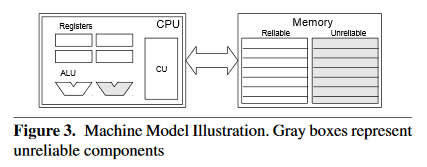 Registers
CPU
ALU
CU
Memory
Reliable
Unreliable
Figure 3. Machine Model Illustration. Gray boxes represent
unreliable components